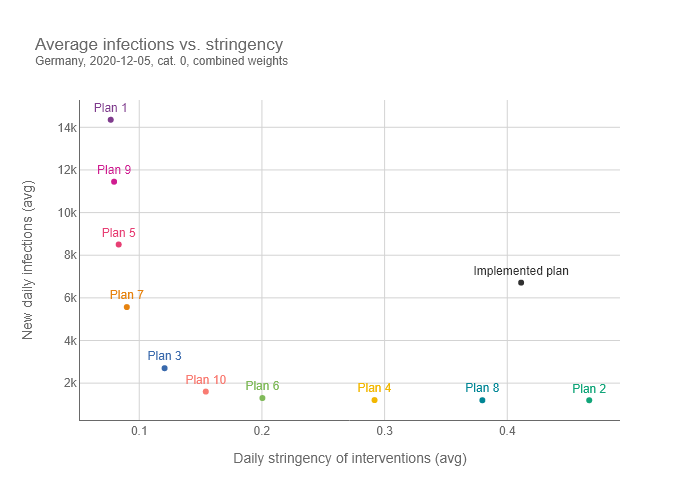 Average infections vs. stringency
Germany, 2020-12-05, cat. 0, combined weights
Plan 1
14k
12k
Plan 9
10k
Plan 5
8k
Implemented plan
Plan 7
6k
4k
Plan 3
Plan 10
Plan 6
Plan 4
Plan 8
Plan 2
2k
0.1
0.2
0.3
0.4
New daily infections (avg)
Daily stringency of interventions (avg)